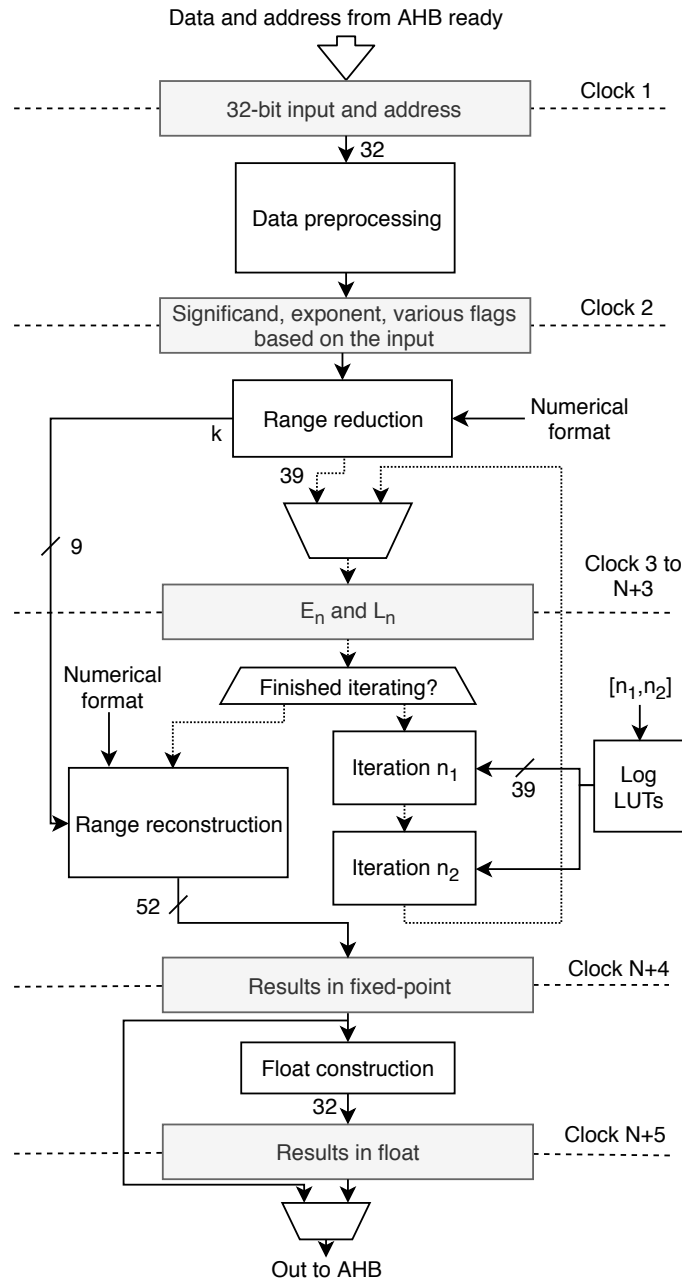 Data and address from AHB ready
Clock 1
32-bit input and address
32
Data preprocessing
Clock 2
Significand, exponent, various flags
based on the input
Range reduction
Numerical
format
k
39
9
Clock 3 to
N+3
Eₙ and Lₙ
Finished iterating?
Numerical
format
[n₁,n₂]
Iteration n₁
39
Log
LUTs
Range reconstruction
Iteration n₂
52
Clock N+4
Results in fixed-point
Float construction
32
Clock N+5
Results in float
Out to AHB